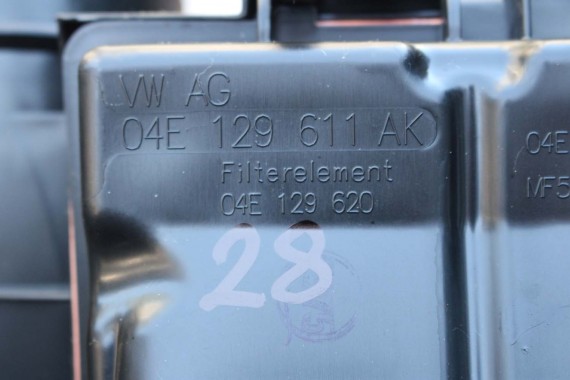 VW AG
04E 129 611 AK
Filterelement
04E 129 620
28
04E
MF5